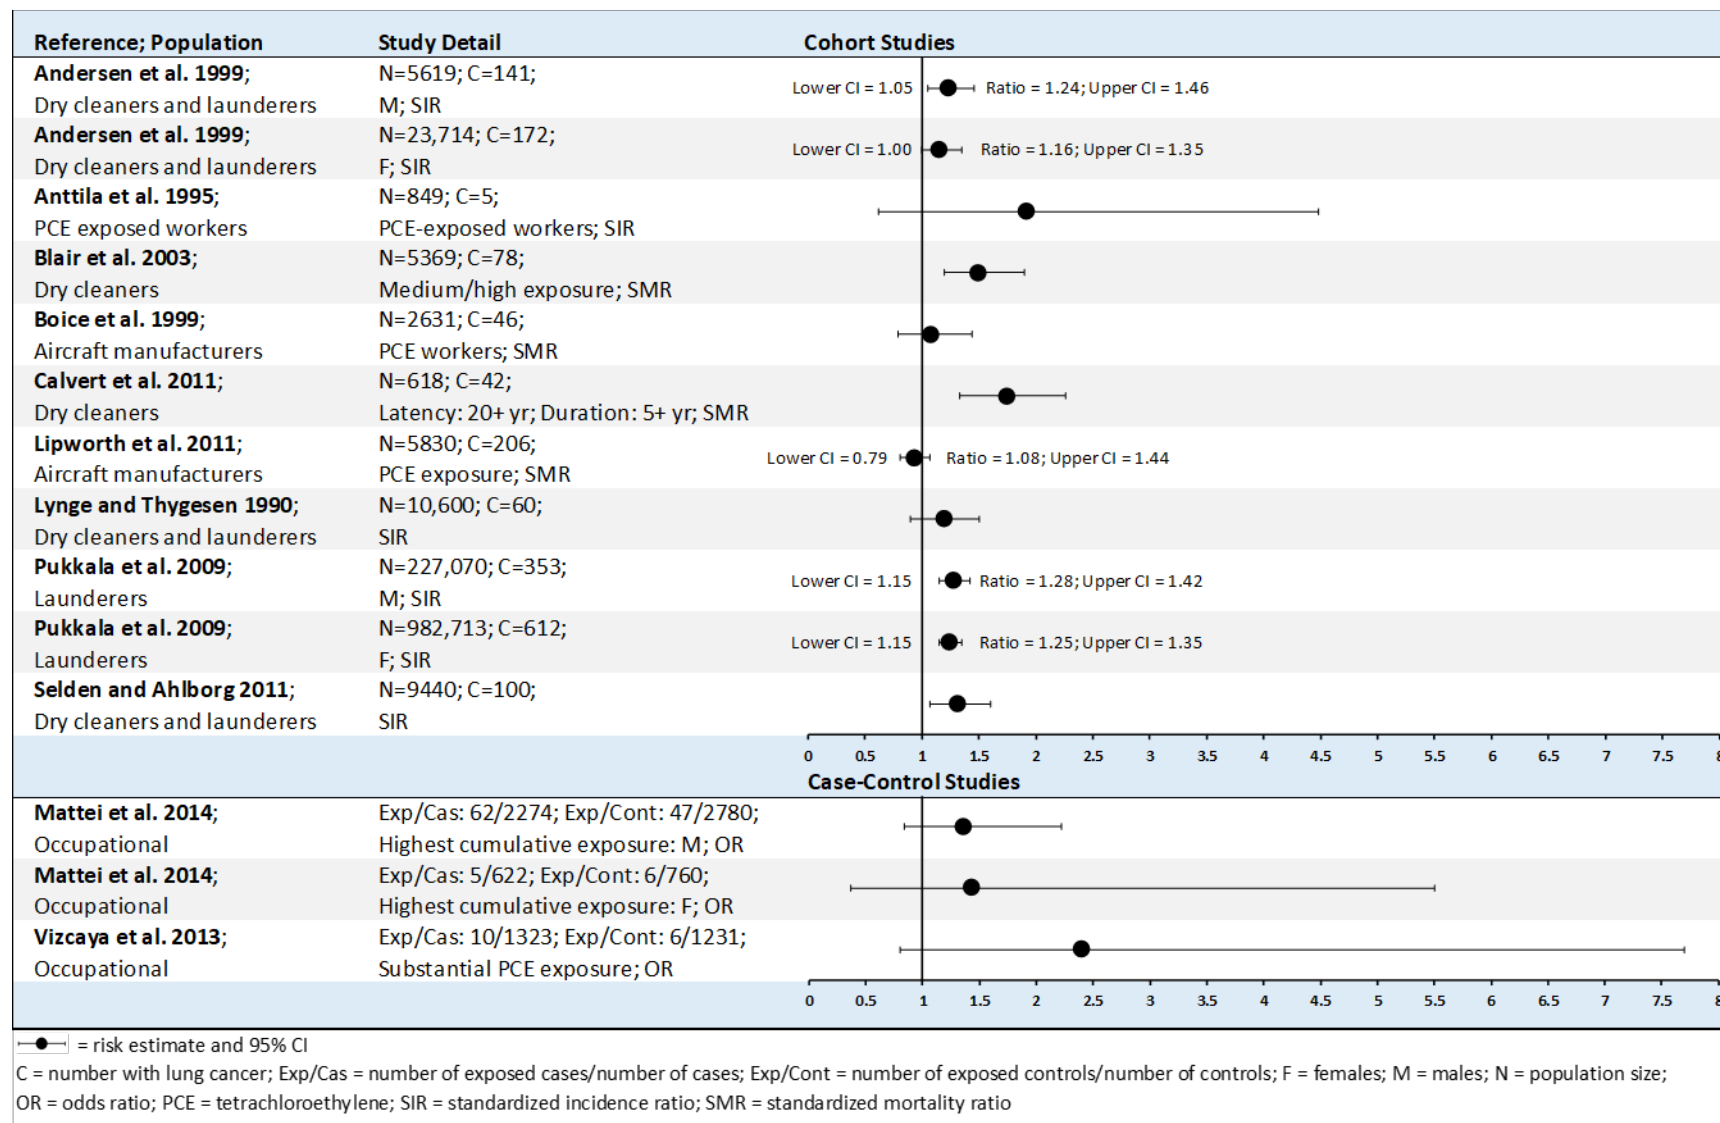 Reference; Population Study Detail Cohort Studies
Andersen et al. 1999; N=5619; C=141;
Lower CI = 1.05 Ratio = 1.24; Upper CI = 1.46
Dry cleaners and launderers M; SIR
Andersen et al. 1999; N=23,714; C=172;
Lower CI = 1.00 Ratio = 1.16; Upper CI = 1.35
Dry cleaners and launderers F; SIR
Anttila et al. 1995; N=849; C=5;
PCE exposed workers PCE-exposed workers; SIR
Blair et al. 2003; N=5369; C=78;
Dry cleaners Medium/high exposure; SMR
Boice et al. 1999; N=2631; C=46;
Aircraft manufacturers PCE workers; SMR
Calvert et al. 2011; N=618; C=42;
Dry cleaners Latency: 20+ yr; Duration: 5+ yr; SMR
Lipworth et al. 2011; N=5830; C=206;
Lower CI = 0.79 Ratio = 1.08; Upper CI = 1.44
Aircraft manufacturers PCE exposure; SMR
Lynge and Thygesen 1990; N=10,600; C=60;
Dry cleaners and launderers SIR
Pukkala et al. 2009; N=227,070; C=353;
Lower CI = 1.15 Ratio = 1.28; Upper CI = 1.42
Launderers M; SIR
Pukkala et al. 2009; N=982,713; C=612;
Lower CI = 1.15 Ratio = 1.25; Upper CI = 1.35
Launderers F; SIR
Selden and Ahlborg 2011; N=9440; C=100;
Dry cleaners and launderers SIR
0 0.5 1 1.5 2 2.5 3 3.5 4 4.5 5 5.5 6 6.5 7 7.5 8
Case-Control Studies
Mattei et al. 2014; Exp/Cas: 62/2274; Exp/Cont: 47/2780;
Occupational Highest cumulative exposure: M; OR
Mattei et al. 2014; Exp/Cas: 5/622; Exp/Cont: 6/760;
Occupational Highest cumulative exposure: F; OR
Vizcaya et al. 2013; Exp/Cas: 10/1323; Exp/Cont: 6/1231;
Occupational Substantial PCE exposure; OR
0 0.5 1 1.5 2 2.5 3 3.5 4 4.5 5 5.5 6 6.5 7 7.5 8
= risk estimate and 95% CI
C = number with lung cancer; Exp/Cas = number of exposed cases/number of cases; Exp/Cont = number of exposed controls/number of controls; F = females; M = males; N = population size;
OR = odds ratio; PCE = tetrachloroethylene; SIR = standardized incidence ratio; SMR = standardized mortality ratio